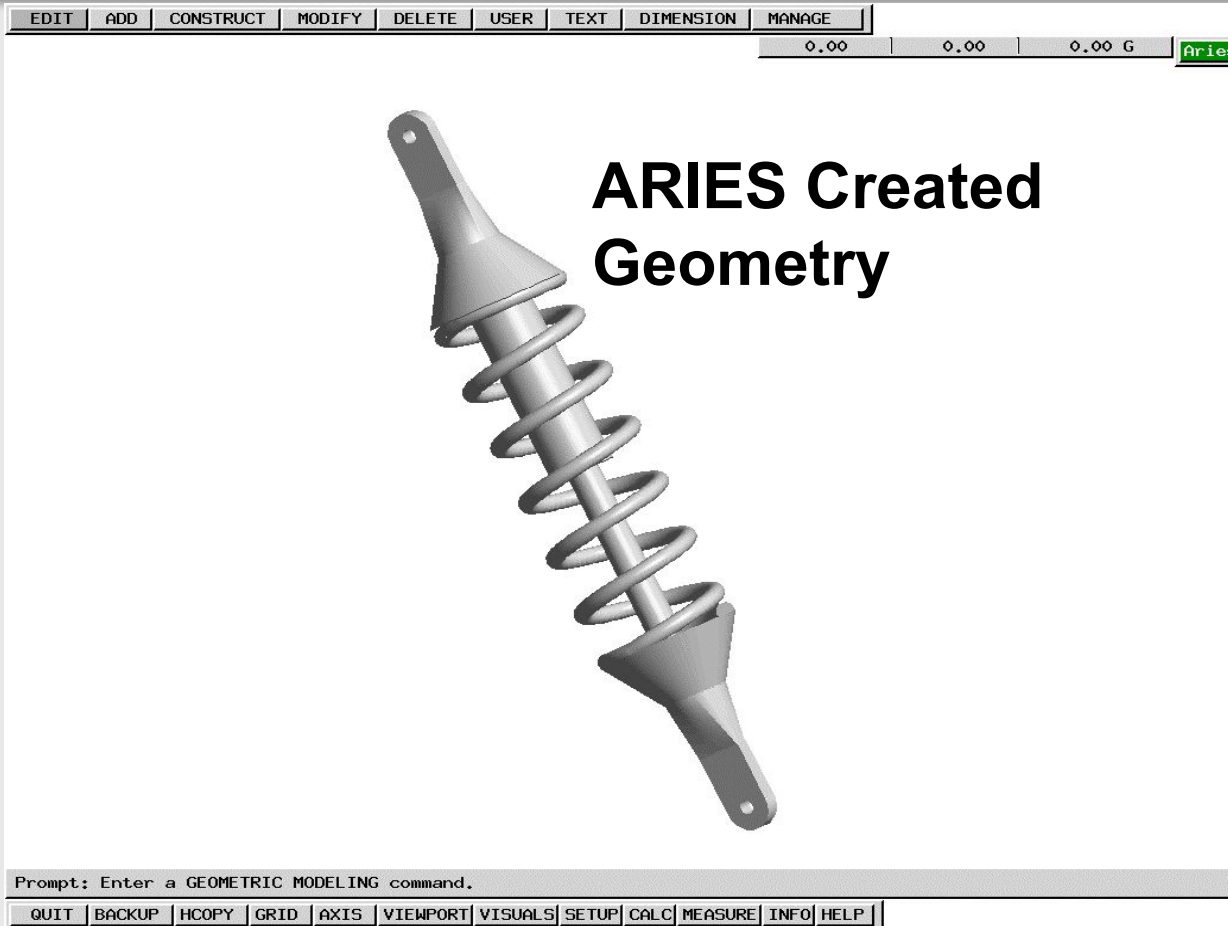 EDIT ADD CONSTRUCT MODIFY DELETE USER TEXT DIMENSION MANAGE
0.00 0.00 0.00 G
Aries
ARIES Created
Geometry
Prompt: Enter a GEOMETRIC MODELING command.
QUIT BACKUP HCOPY GRID AXIS VIEWPORT VISUALS SETUP CALC MEASURE INFO HELP